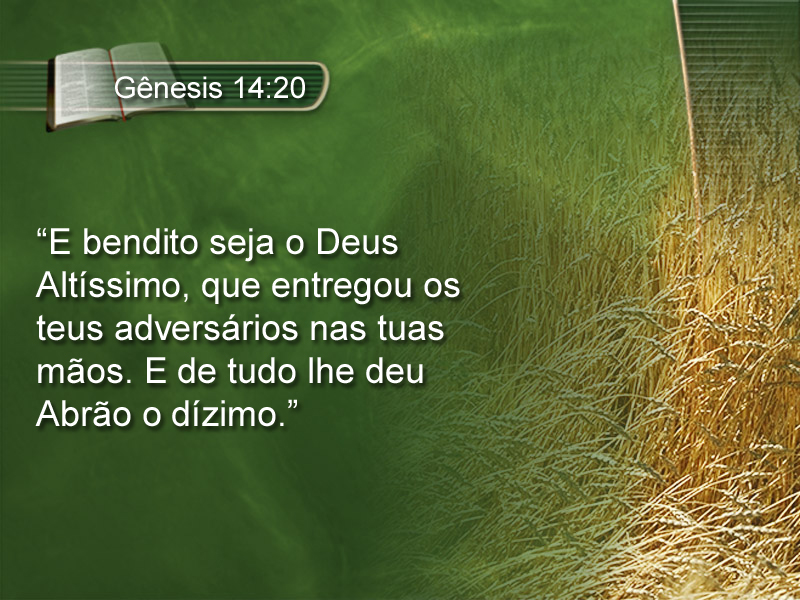 Gênesis 14:20
“E bendito seja o Deus
Altíssimo, que entregou os
teus adversários nas tuas
mãos. E de tudo lhe deu
Abrão o dízimo.”